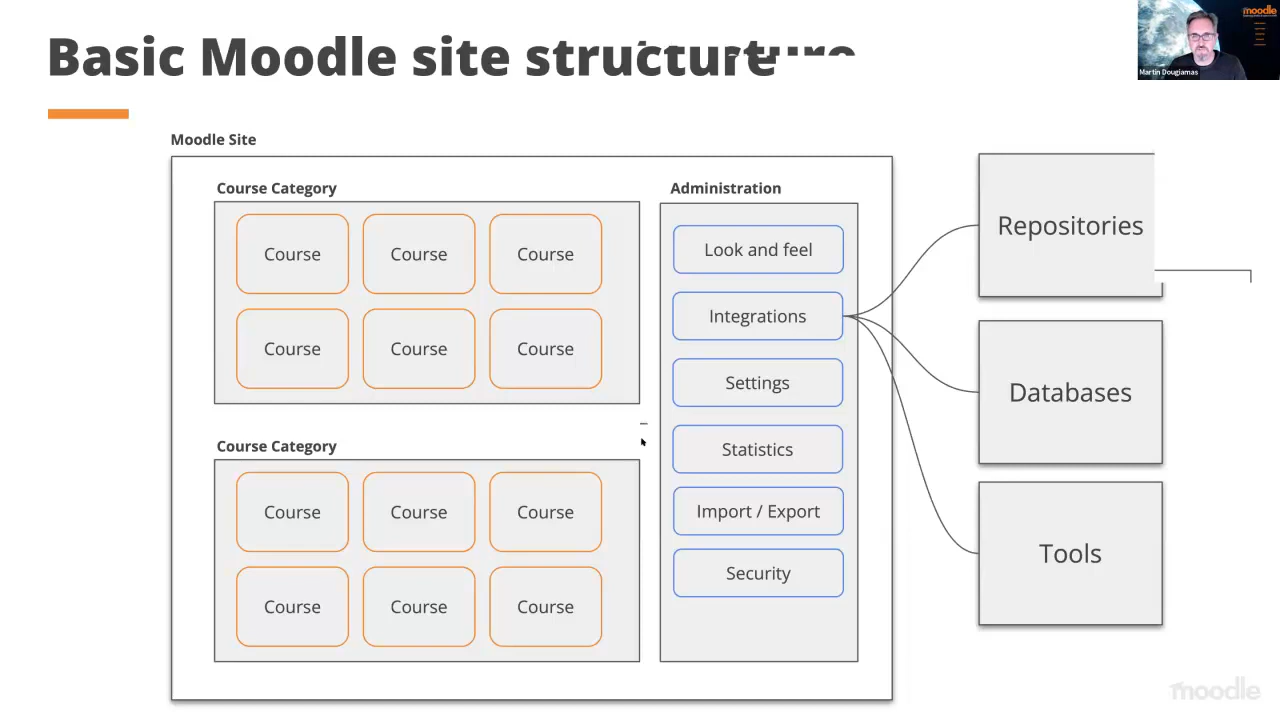 Basic Moodle site structure
moodle
Martin Dougiamas
Moodle Site
Course Category
Course Course Course
Course Course Course
Course Category
Course Course Course
Course Course Course
Administration
Look and feel
Integrations
Settings
Statistics
Import / Export
Security
Repositories
Databases
Tools
moodle